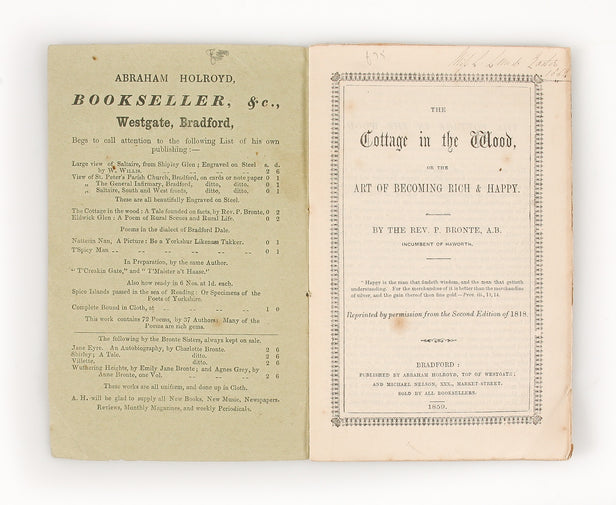 ABRAHAM HOLROYD,
BOOKSELLER, &c.,
Westgate, Bradford,
Begs to call attention to the following List of his own
publishing :—
Large view of Saltaire, from Shipley Glen ; Engraved on Steel s. d.
by W. WILLIS. 2 6
View of St. Peter's Parish Church, Bradford, on cards or note paper 0 1
„ The General Infirmary, Bradford, ditto, ditto. 0 1
„ Saltaire, South and West fronts, ditto, ditto. 0 1
These are all beautifully Engraved on Steel.
The Cottage in the wood : A Tale founded on facts, by Rev. P. Bronte, 0 2
Eldwick Glen : A Poem of Rural Scenes and Rural Life. 0 2
Poems in the dialect of Bradford Dale.
Natterin Nan, A Picture : Be a Yorkshur Likeness Takker. 0 1
T'Spicy Man -- -- -- -- -- 0 1
In Preparation, by the same Author.
" T'Creakin Gate," and " T'Maister o't Haase."
Also now ready in 6 Nos. at 1d. each.
Spice Islands passed in the sea of Reading : Or Specimens of the
Poets of Yorkshire.
Complete Bound in Cloth, at -- -- -- -- 1 0
This work contains 72 Poems, by 37 Authors; Many of the
Poems are rich gems.
The following by the Bronte Sisters, always kept on sale.
Jane Eyre. An Autobiography, by Charlotte Bronte. 2 6
Shirley ; A Tale. ditto. 2 6
Villette. ditto. 2 6
Wuthering Heights, by Emily Jane Bronte ; and Agnes Grey, by
Anne Bronte, one Vol. -- -- -- 2 6
These works are all uniform, and done up in Cloth.
A. H. will be glad to supply all New Books, New Music, Newspapers
Reviews, Monthly Magazines, and weekly Periodicals.
THE
Cottage in the Wood,
OR THE
ART OF BECOMING RICH & HAPPY.
BY THE REV. P. BRONTE, A.B.
INCUMBENT OF HAWORTH.
" Happy is the man that findeth wisdom, and the man that getteth
understanding. For the merchandise of it is better than the merchandise
of silver, and the gain thereof than fine gold.—Prov. iii., 13, 14.
Reprinted by permission from the Second Edition of 1818.
BRADFORD :
PUBLISHED BY ABRAHAM HOLROYD, TOP OF WESTGATE ;
AND MICHAEL NELSON, XXX., MARKET STREET.
SOLD BY ALL BOOKSELLERS.
1859.